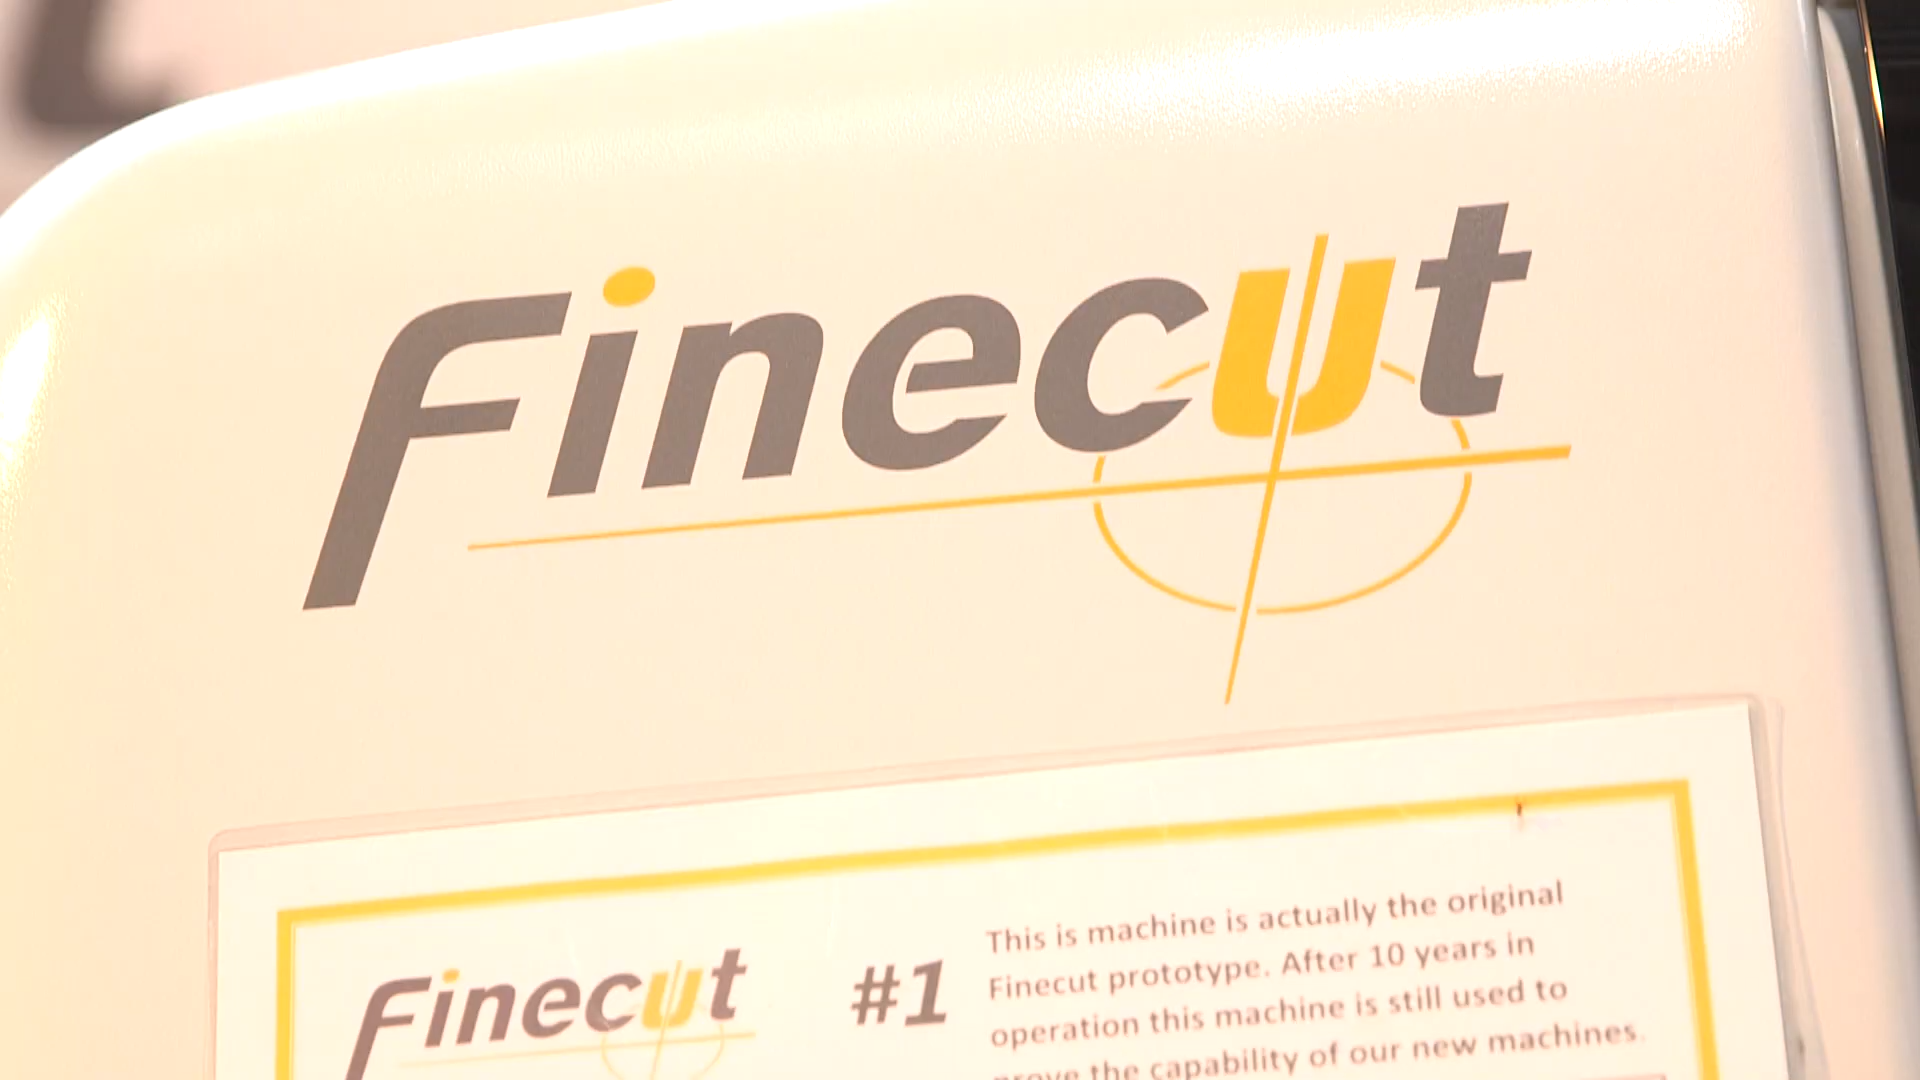 Finecut
Finecut
#1
This is machine is actually the original
Finecut prototype. After 10 years in
operation this machine is still used to
prove the capability of our new machines.